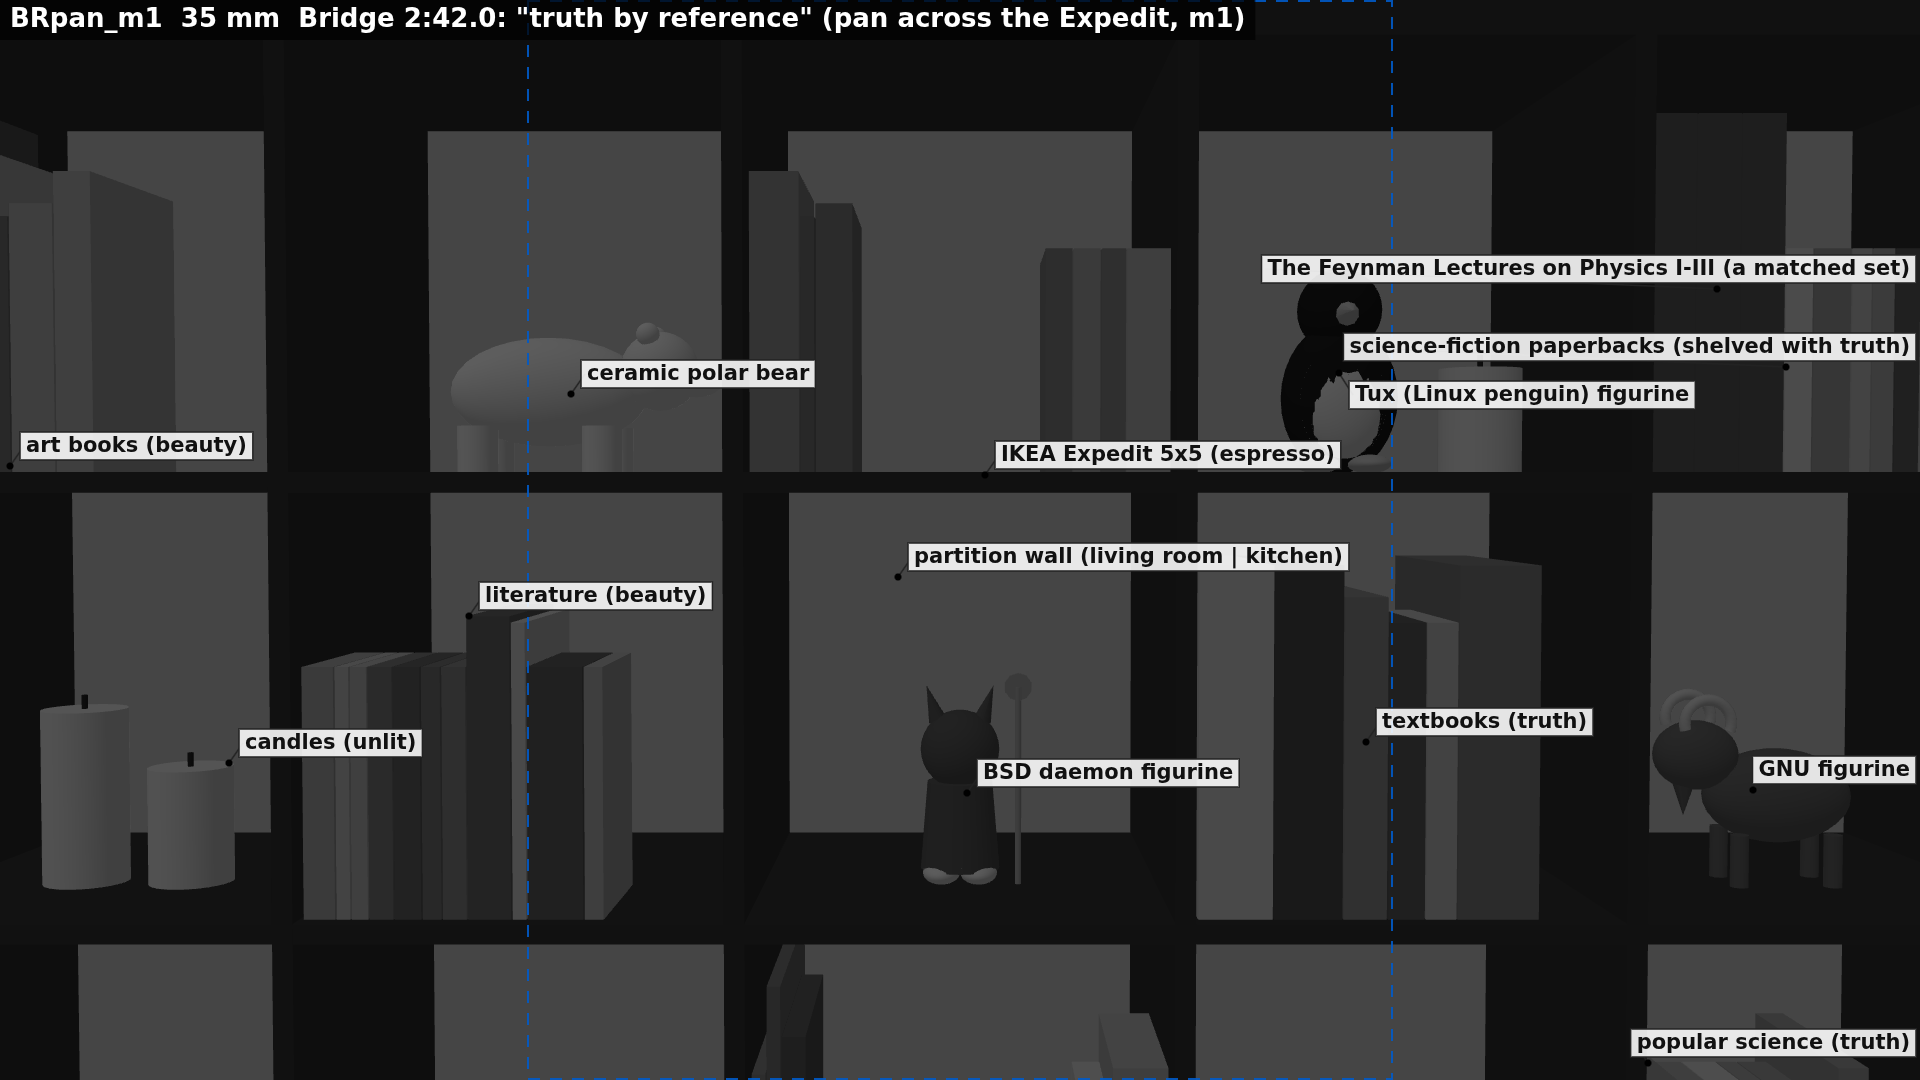 BRpan_m1 35 mm Bridge 2:42.0: "truth by reference" (pan across the Expedit, m1)
The Feynman Lectures on Physics I-III (a matched set)
science-fiction paperbacks (shelved with truth)
ceramic polar bear
Tux (Linux penguin) figurine
art books (beauty)
IKEA Expedit 5x5 (espresso)
partition wall (living room | kitchen)
literature (beauty)
textbooks (truth)
candles (unlit)
BSD daemon figurine
GNU figurine
popular science (truth)